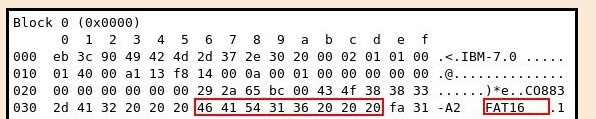 Block 0 (0x0000)
0 1 2 3 4 5 6 7 8 9 a b c d e f
000 eb 3c 90 49 42 4d 2d 37 2e 30 20 00 02 01 01 00 .<.IBM-7.0 .....
010 01 40 00 a1 13 f8 14 00 0a 00 01 00 00 00 00 00 .@..............
020 00 00 00 00 00 00 29 2a 65 bc 00 43 4f 38 38 33 ......)*e..CO883
030 2d 41 32 20 20 20 46 41 54 31 36 20 20 20 fa 31 -A2 FAT16 .1